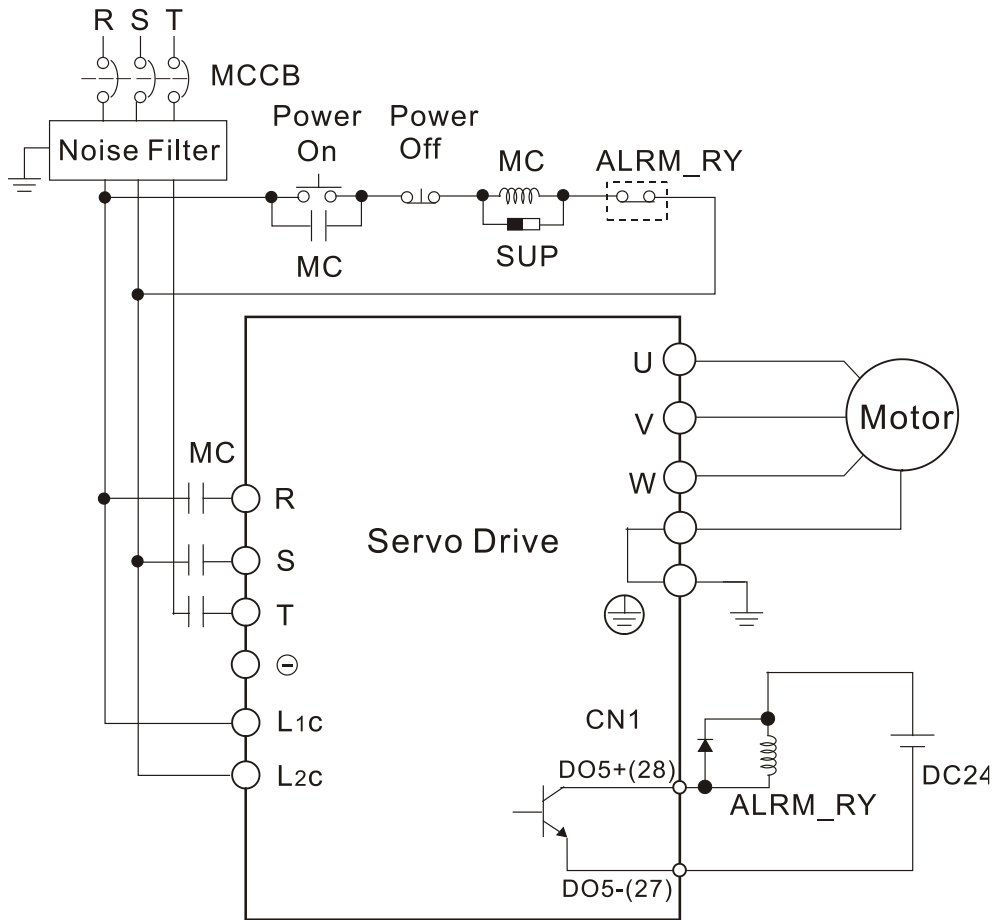 R S T
MCCB
Noise Filter
Power
On
Power
Off
MC
ALRM_RY
MC
SUP
U
V
W
Motor
MC
R
S
T
Servo Drive
L1c
L2c
CN1
DO5+(28)
ALRM_RY
DC24
DO5-(27)